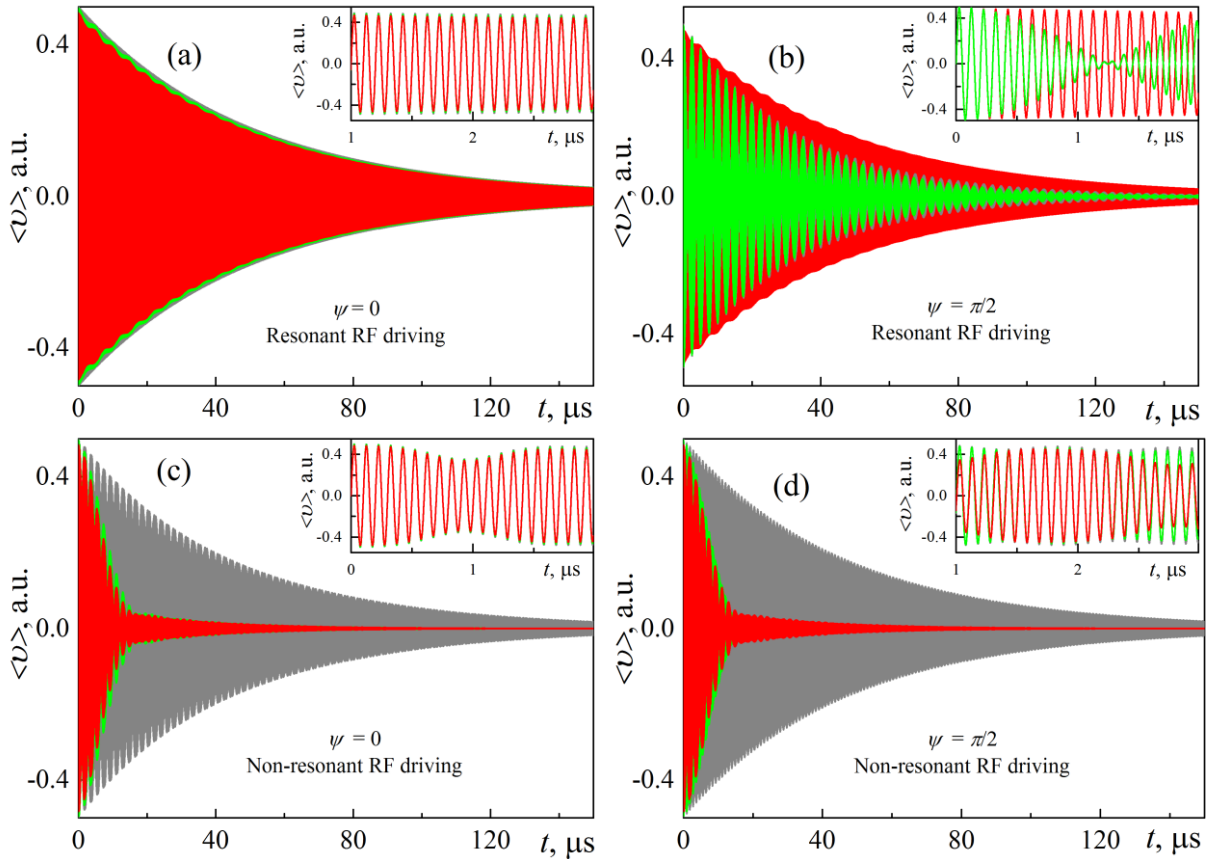 (a)
0.4
0.0
-0.4
<υ>, a.u.
0.4
0.0
-0.4
<υ>, a.u.
1
2
t, μs
ψ = 0
Resonant RF driving
0
40
80
120
t, μs
(b)
0.4
0.0
-0.4
<υ>, a.u.
0.4
0.0
-0.4
<υ>, a.u.
0
1
t, μs
ψ = π/2
Resonant RF driving
0
40
80
120
t, μs
(c)
0.4
0.0
-0.4
<υ>, a.u.
0.4
0.0
-0.4
<υ>, a.u.
0
1
t, μs
ψ = 0
Non-resonant RF driving
0
40
80
120
t, μs
(d)
0.4
0.0
-0.4
<υ>, a.u.
0.4
0.0
-0.4
<υ>, a.u.
1
2
t, μs
ψ = π/2
Non-resonant RF driving
0
40
80
120
t, μs